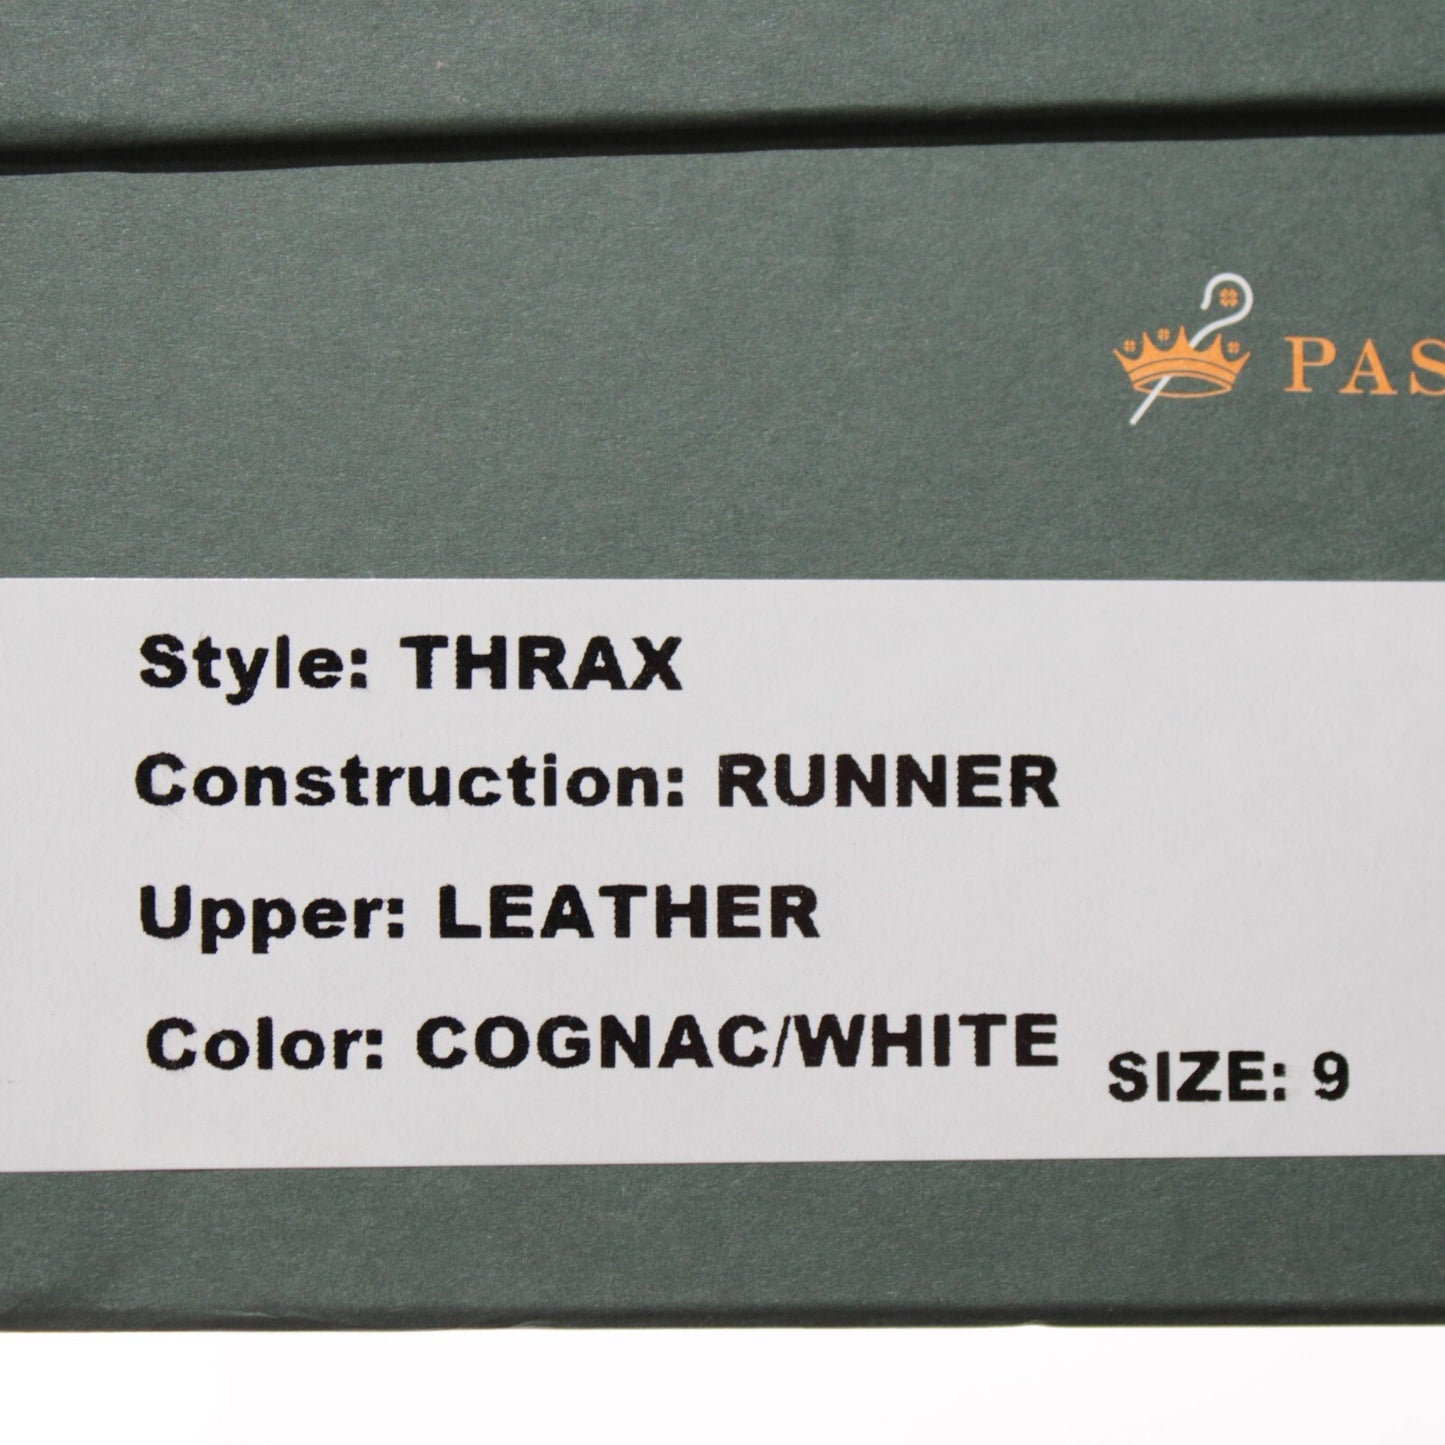 PAS
Style: THRAX
Construction: RUNNER
Upper: LEATHER
Color: COGNAC/WHITE
SIZE: 9